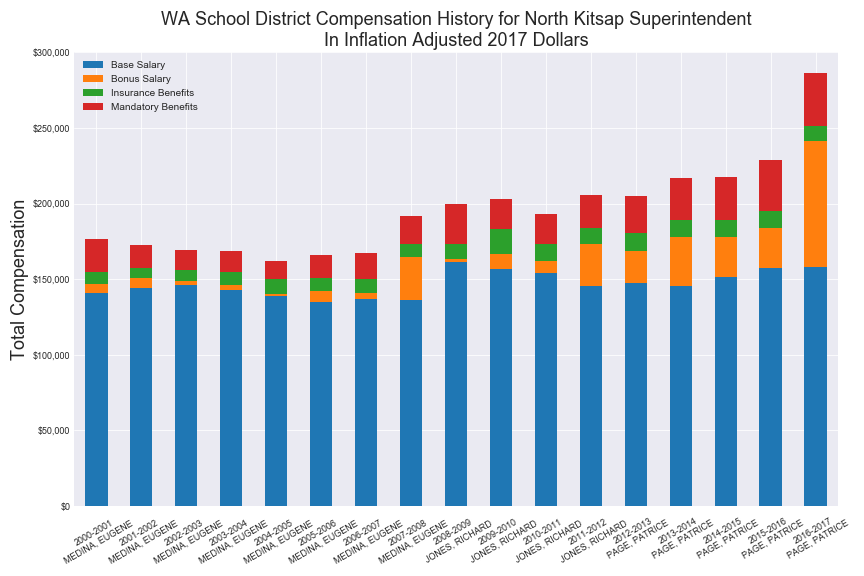 WA School District Compensation History for North Kitsap Superintendent
In Inflation Adjusted 2017 Dollars
$300,000
$250,000
$200,000
$150,000
$100,000
$50,000
$0
Total Compensation
Base Salary
Bonus Salary
Insurance Benefits
Mandatory Benefits
2000-2001
MEDINA, EUGENE
2001-2002
MEDINA, EUGENE
2002-2003
MEDINA, EUGENE
2003-2004
MEDINA, EUGENE
2004-2005
MEDINA, EUGENE
2005-2006
MEDINA, EUGENE
2006-2007
MEDINA, EUGENE
2007-2008
MEDINA, EUGENE
2008-2009
JONES, RICHARD
2009-2010
JONES, RICHARD
2010-2011
JONES, RICHARD
2011-2012
JONES, RICHARD
2012-2013
PAGE, PATRICE
2013-2014
PAGE, PATRICE
2014-2015
PAGE, PATRICE
2015-2016
PAGE, PATRICE
2016-2017
PAGE, PATRICE